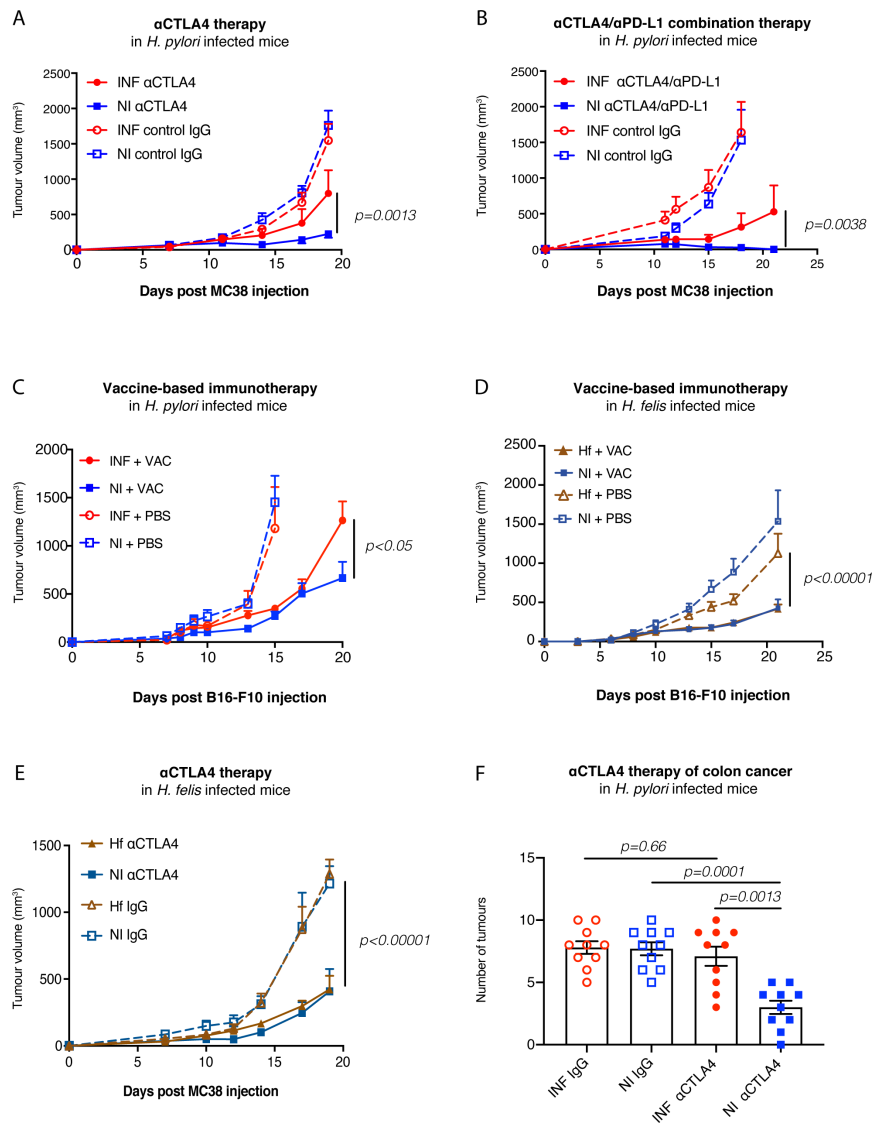 A
αCTLA4 therapy
in H. pylori infected mice
Tumour volume (mm³)
2500
2000
1500
1000
500
0
0
5
10
15
20
INF αCTLA4
NI αCTLA4
INF control IgG
NI control IgG
p=0.0013
Days post MC38 injection
B
αCTLA4/αPD-L1 combination therapy
in H. pylori infected mice
Tumour volume (mm³)
2500
2000
1500
1000
500
0
0
5
10
15
20
25
INF αCTLA4/αPD-L1
NI αCTLA4/αPD-L1
INF control IgG
NI control IgG
p=0.0038
Days post MC38 injection
C
Vaccine-based immunotherapy
in H. pylori infected mice
Tumour volume (mm³)
2000
1500
1000
500
0
0
5
10
15
20
INF + VAC
NI + VAC
INF + PBS
NI + PBS
p<0.05
Days post B16-F10 injection
D
Vaccine-based immunotherapy
in H. felis infected mice
Tumour volume (mm³)
2500
2000
1500
1000
500
0
0
5
10
15
20
25
Hf + VAC
NI + VAC
Hf + PBS
NI + PBS
p<0.00001
Days post B16-F10 injection
E
αCTLA4 therapy
in H. felis infected mice
Tumour volume (mm³)
1500
1000
500
0
0
5
10
15
20
Hf αCTLA4
NI αCTLA4
Hf IgG
NI IgG
p<0.00001
Days post MC38 injection
F
αCTLA4 therapy of colon cancer
in H. pylori infected mice
Number of tumours
15
10
5
0
p=0.66
p=0.0001
p=0.0013
INF IgG
NI IgG
INF αCTLA4
NI αCTLA4